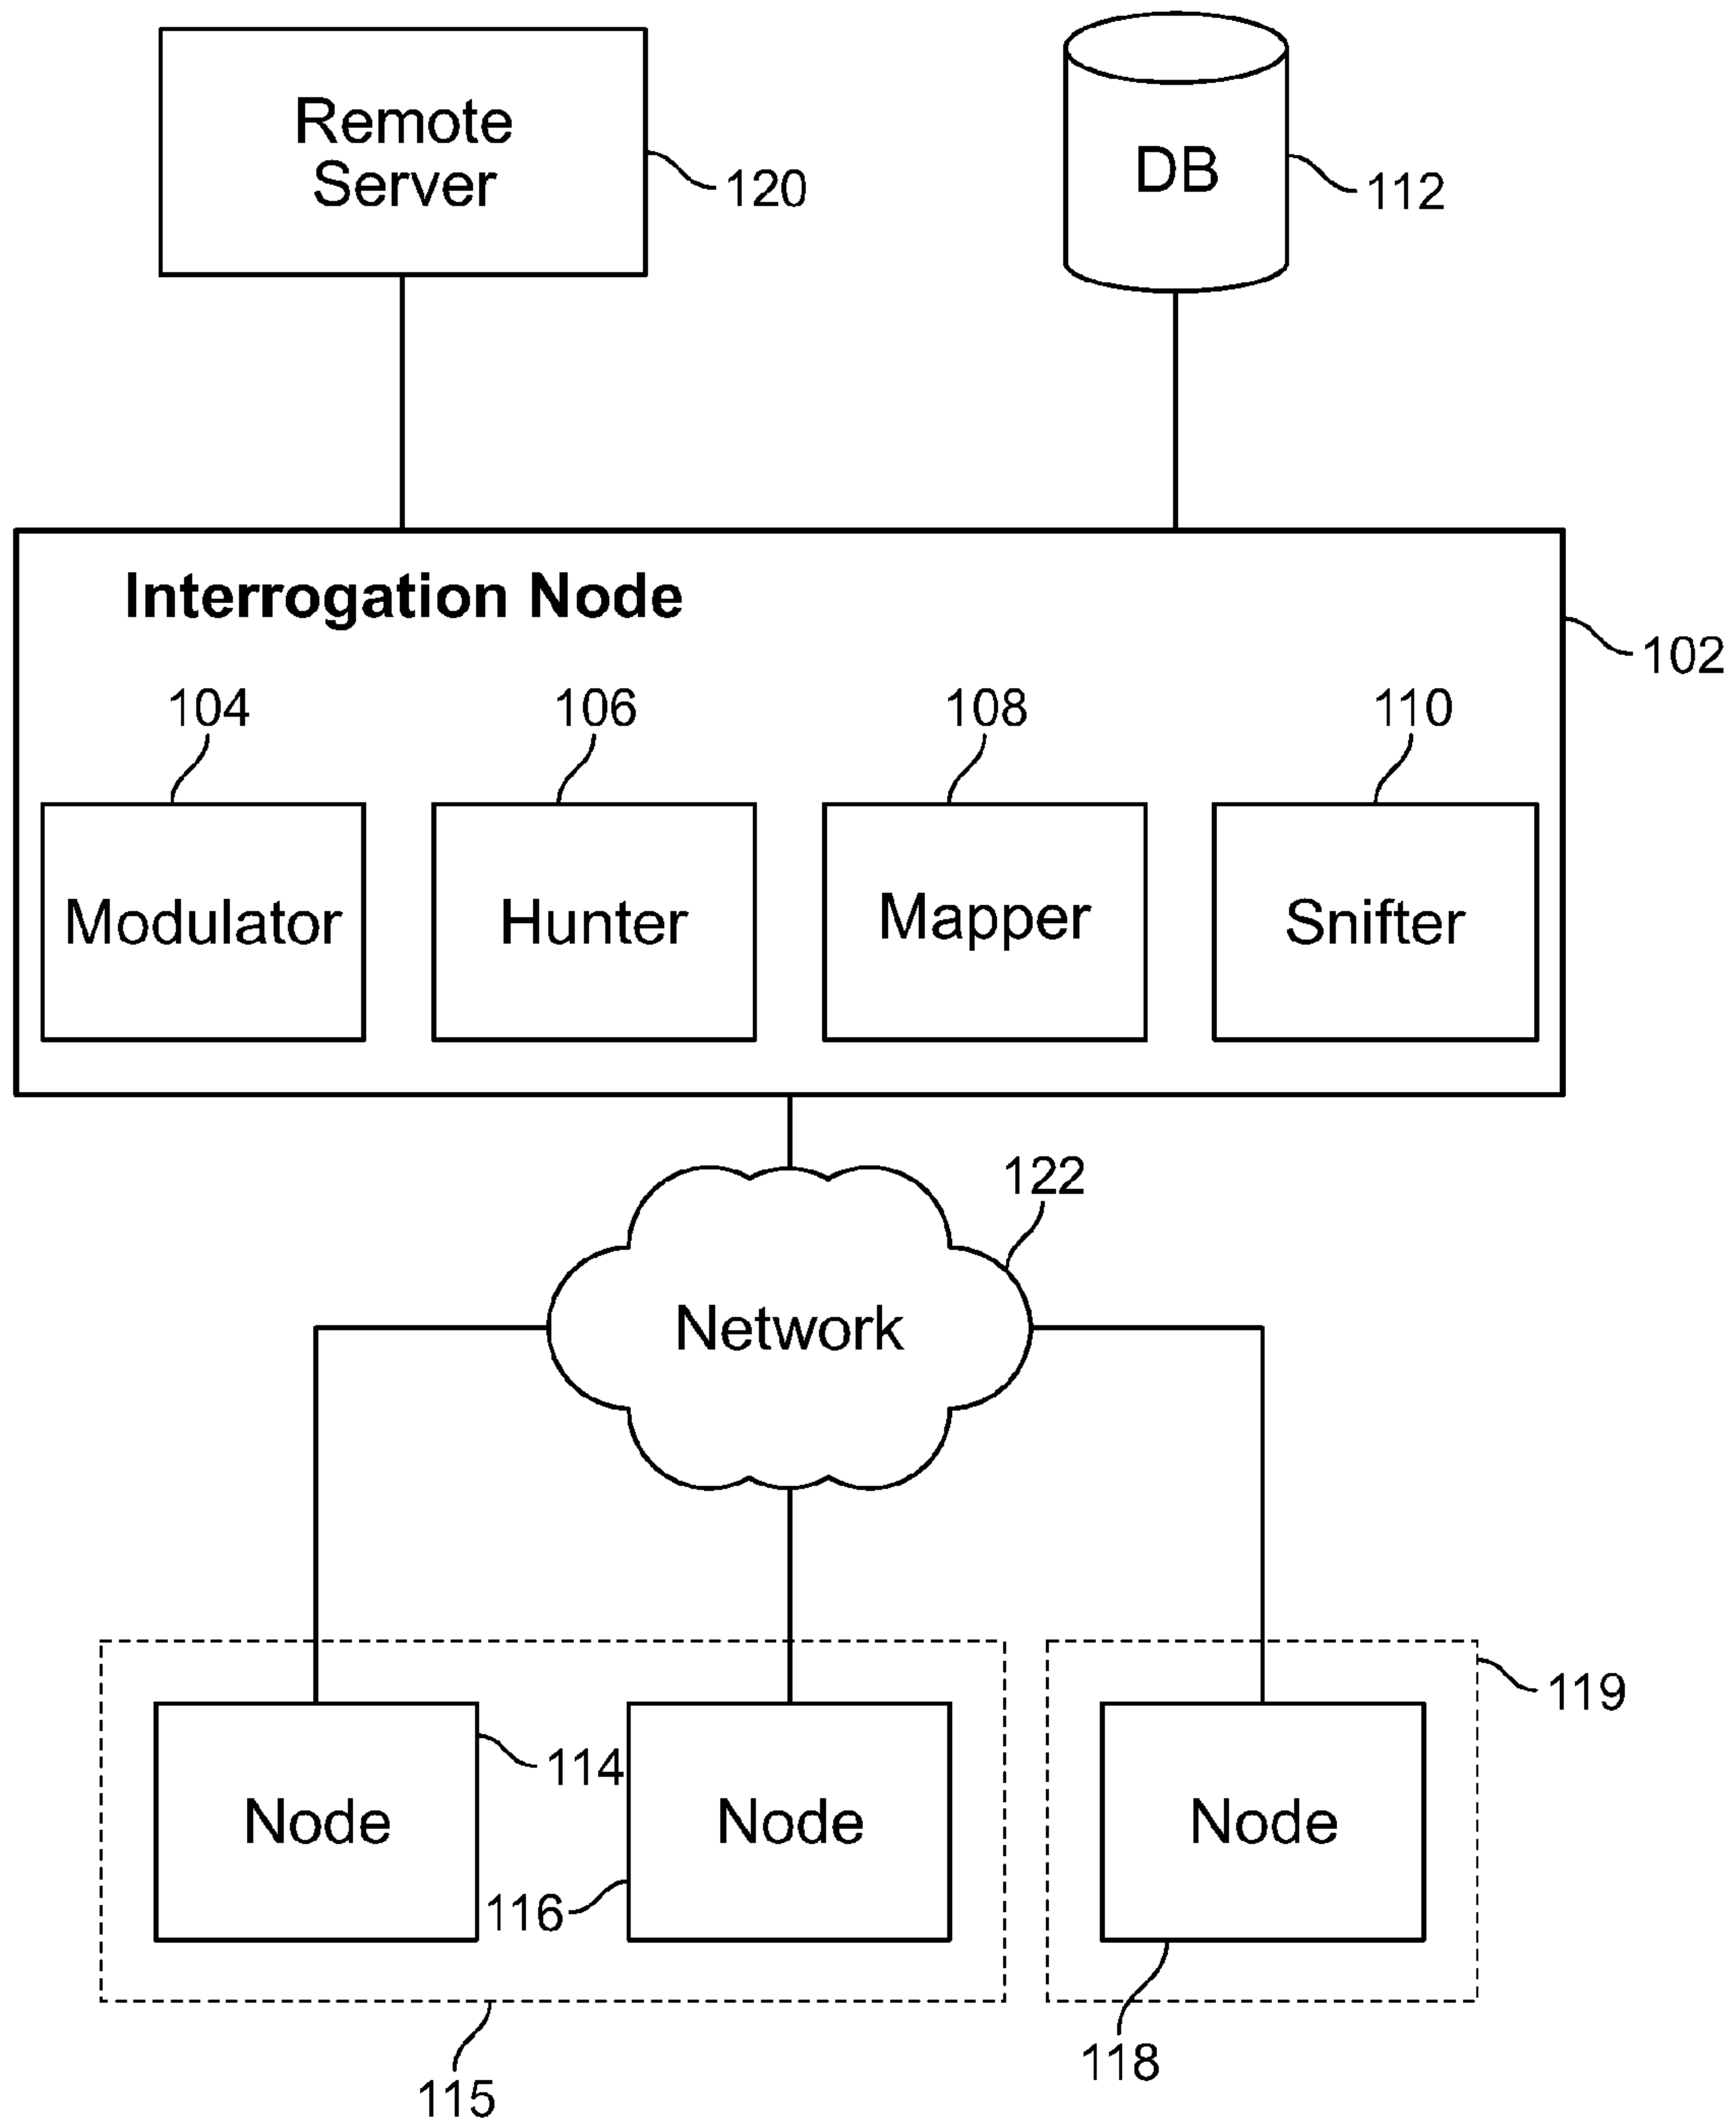 Remote
Server
120
DB
112
Interrogation Node
102
104
106
108
110
Modulator
Hunter
Mapper
Snifter
122
Network
119
114
Node
Node
Node
116
118
115